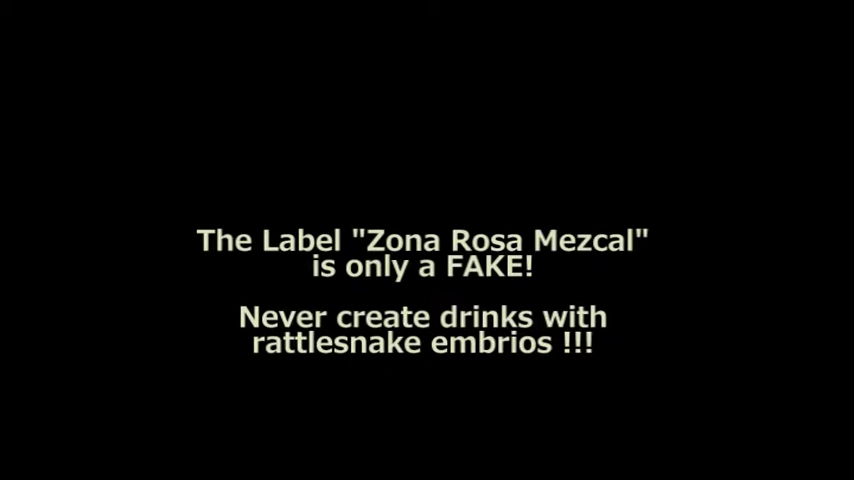 The Label "Zona Rosa Mezcal"
is only a FAKE!
Never create drinks with
rattlesnake embrios !!!